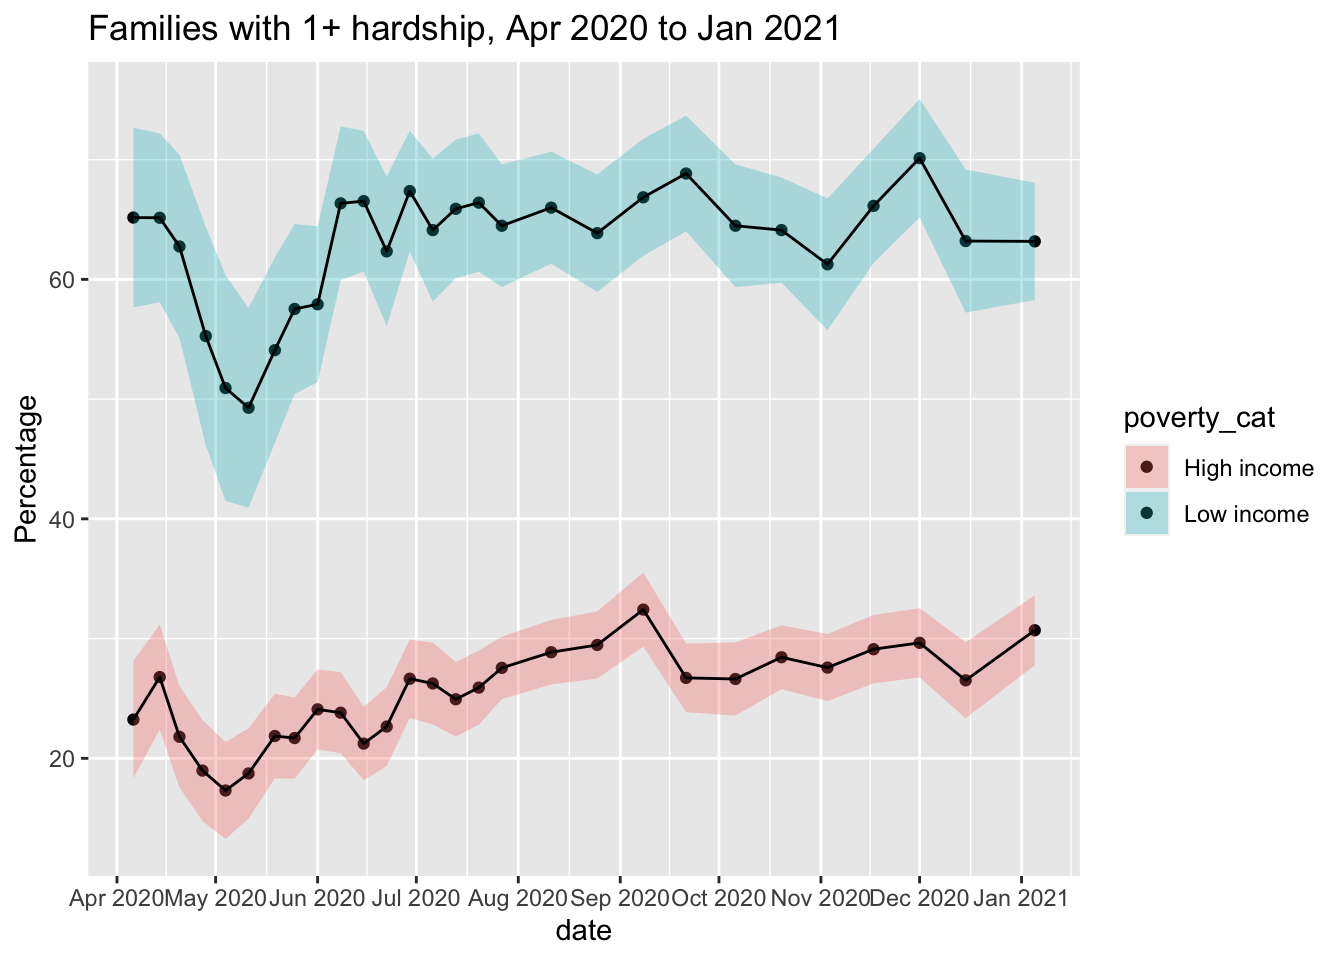 Families with 1+ hardship, Apr 2020 to Jan 2021
Percentage
60
40
20
Apr 2020 May 2020 Jun 2020 Jul 2020 Aug 2020 Sep 2020 Oct 2020 Nov 2020 Dec 2020 Jan 2021
date
poverty_cat
High income
Low income